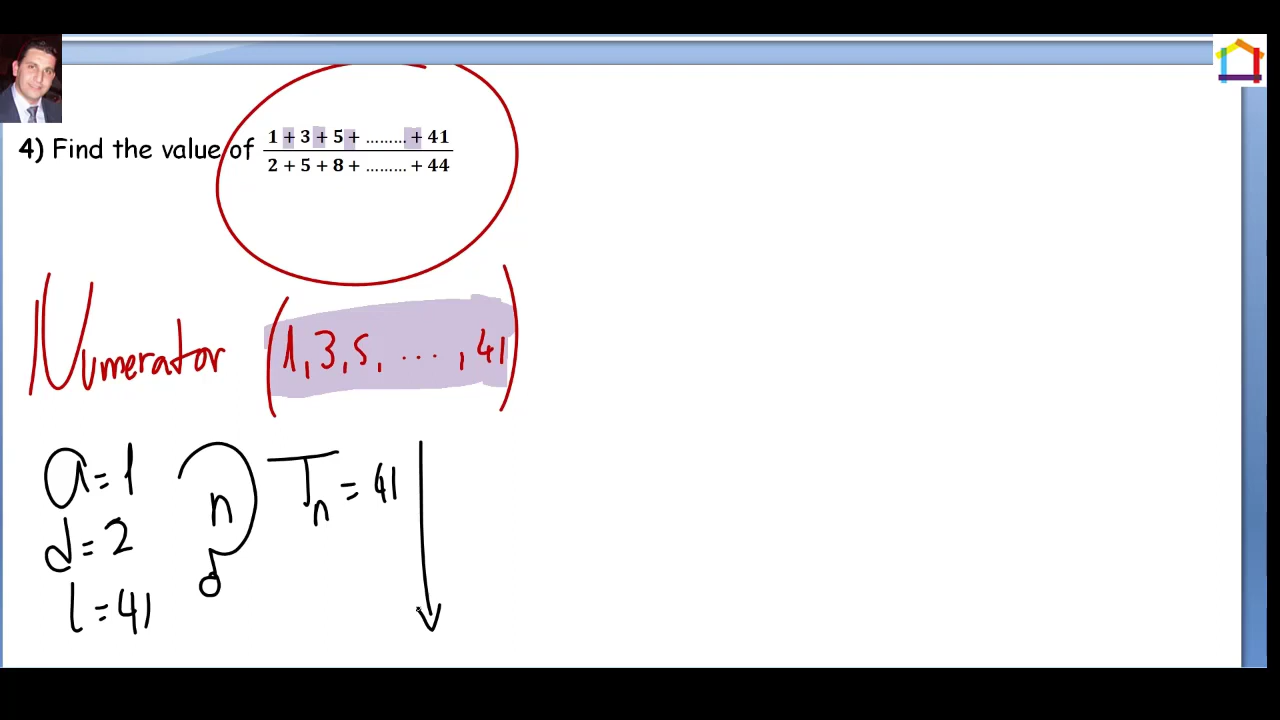 4) Find the value of 1 + 3 + 5 + ......... + 41
2 + 5 + 8 + ......... + 44
Numerator (1, 3, 5, ..., 41)
a = 1
n
Tn = 41
d = 2
?
l = 41